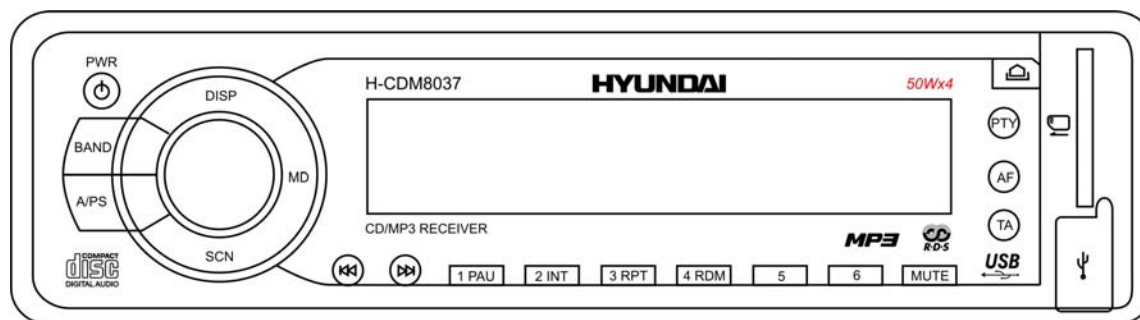 PWR
H-CDM8037 HYUNDAI 50Wx4
DISP
BAND
PTY
MD
AF
A/PS
CD/MP3 RECEIVER
TA
MP3 R·D·S
SCN
COMPACT
disc
DIGITAL AUDIO
1 PAU 2 INT 3 RPT 4 RDM 5 6 MUTE
USB